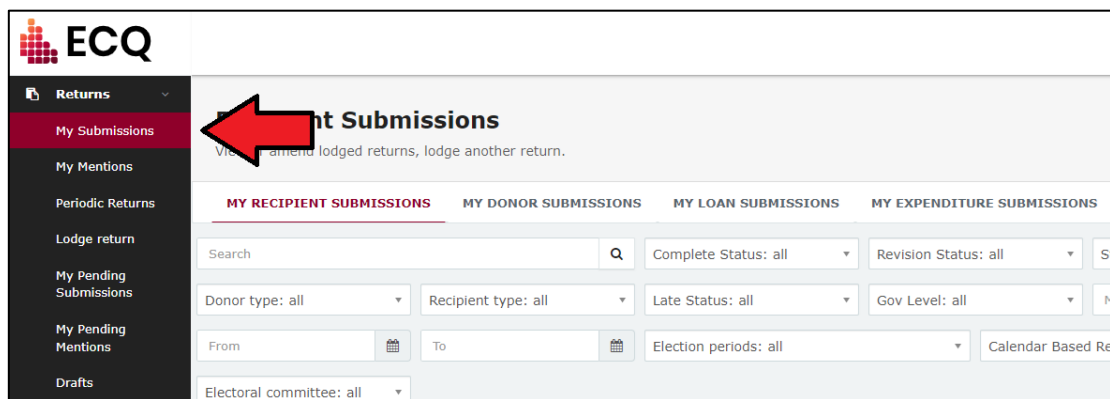 ECQ
Returns
My Submissions
My Mentions
Periodic Returns
Lodge return
My Pending
Submissions
My Pending
Mentions
Drafts
Submissions
amend lodged returns, lodge another return.
MY RECIPIENT SUBMISSIONS MY DONOR SUBMISSIONS MY LOAN SUBMISSIONS MY EXPENDITURE SUBMISSIONS
Search Complete Status: all Revision Status: all
Donor type: all Recipient type: all Late Status: all Gov Level: all
From To Election periods: all Calendar Based
Electoral committee: all